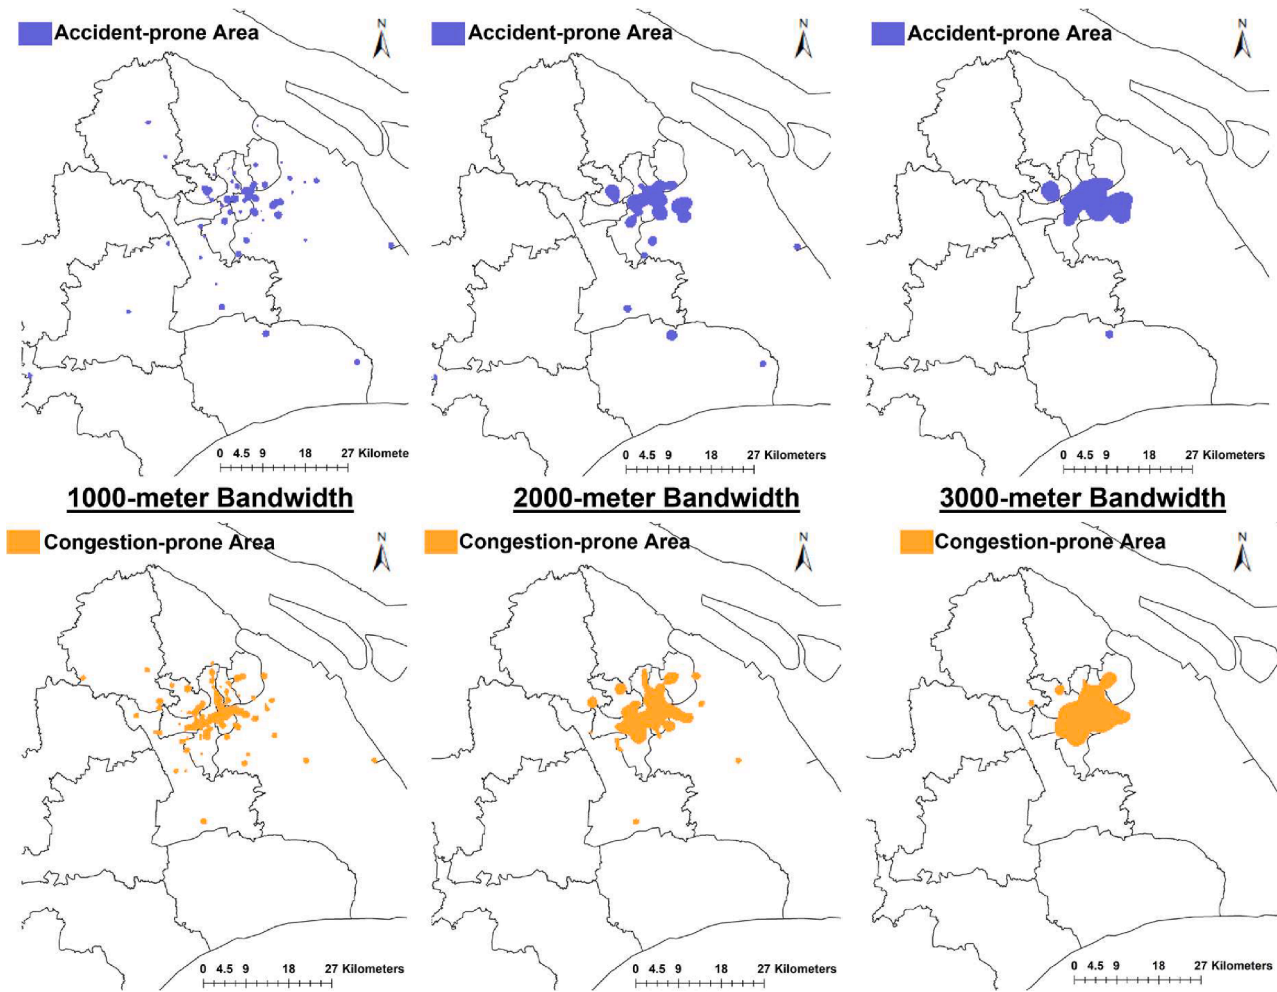 Accident-prone Area
N
Accident-prone Area
N
Accident-prone Area
N
0 4.5 9 18 27 Kilomete
0 4.5 9 18 27 Kilometers
0 4.5 9 18 27 Kilometers
1000-meter Bandwidth
2000-meter Bandwidth
3000-meter Bandwidth
Congestion-prone Area
N
Congestion-prone Area
N
Congestion-prone Area
N
0 4.5 9 18 27 Kilometers
0 4.5 9 18 27 Kilometers
0 4.5 9 18 27 Kilometers